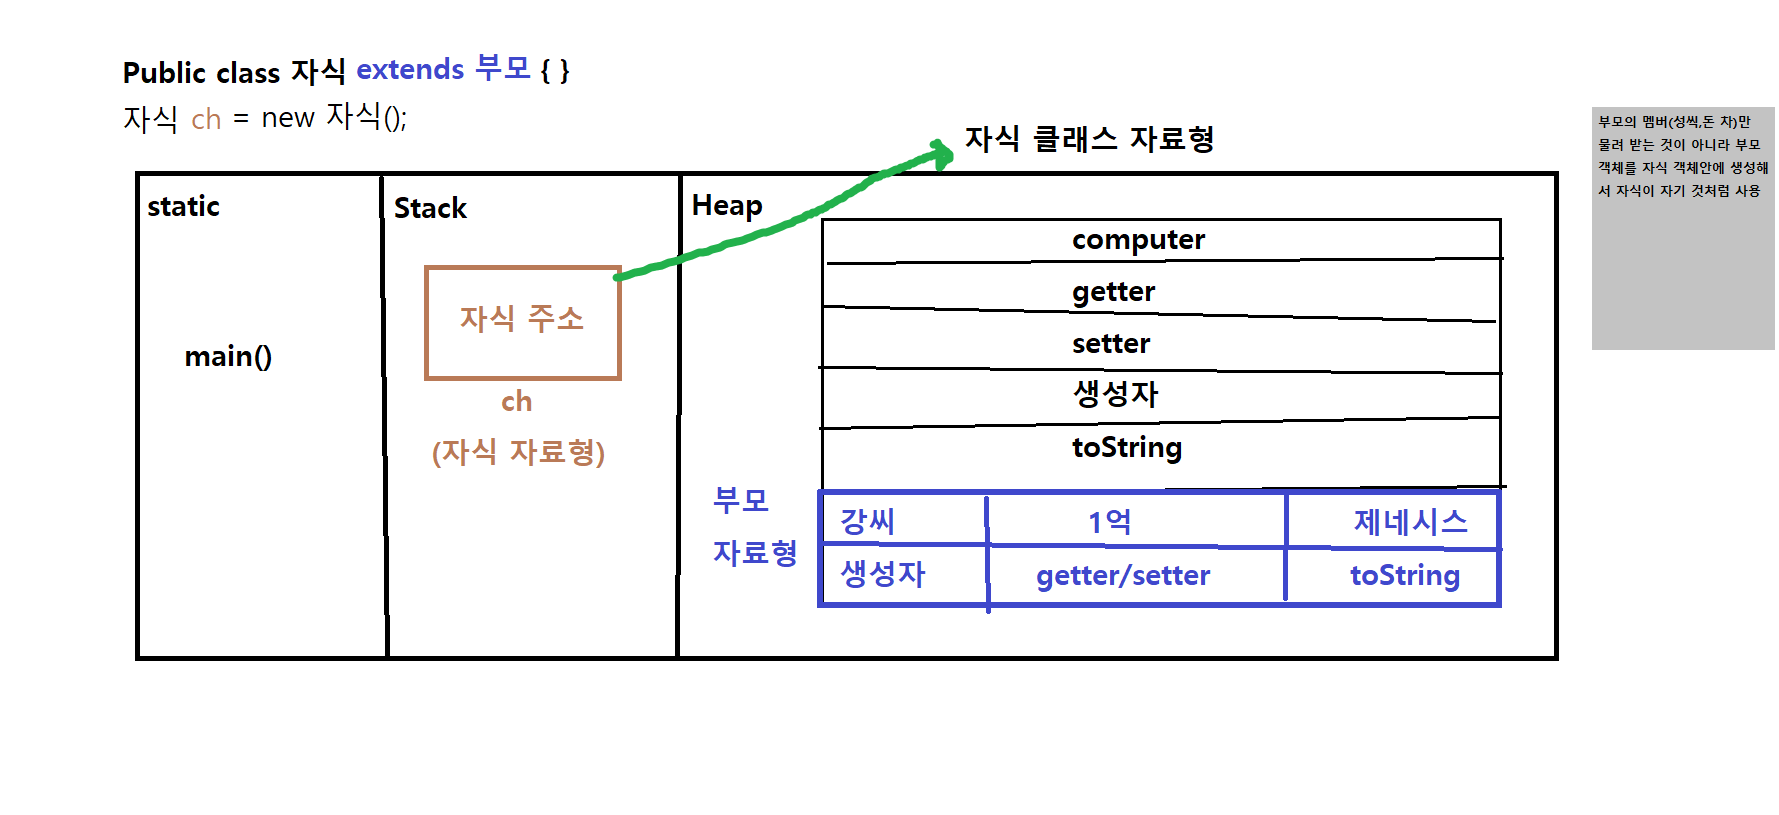 Public class 자식 extends 부모 { }
자식 ch = new 자식();
자식 클래스 자료형
부모의 멤버(성씩,돈 차)만
물려 받는 것이 아니라 부모
객체를 자식 객체안에 생성해
서 자식이 자기 것처럼 사용
static
Stack
Heap
main()
자식 주소
ch
(자식 자료형)
computer
getter
setter
생성자
toString
부모
자료형
강씨 1억 제네시스
생성자 getter/setter toString